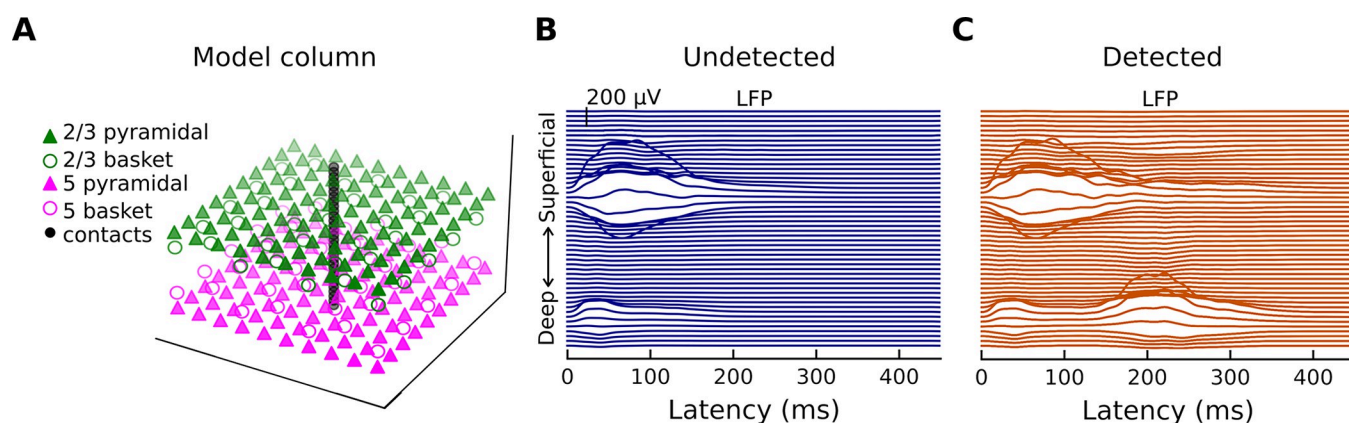 A
Model column
2/3 pyramidal
2/3 basket
5 pyramidal
5 basket
contacts
B
Undetected
200 μV
LFP
Superficial
Deep
0 100 200 300 400
Latency (ms)
C
Detected
LFP
0 100 200 300 400
Latency (ms)